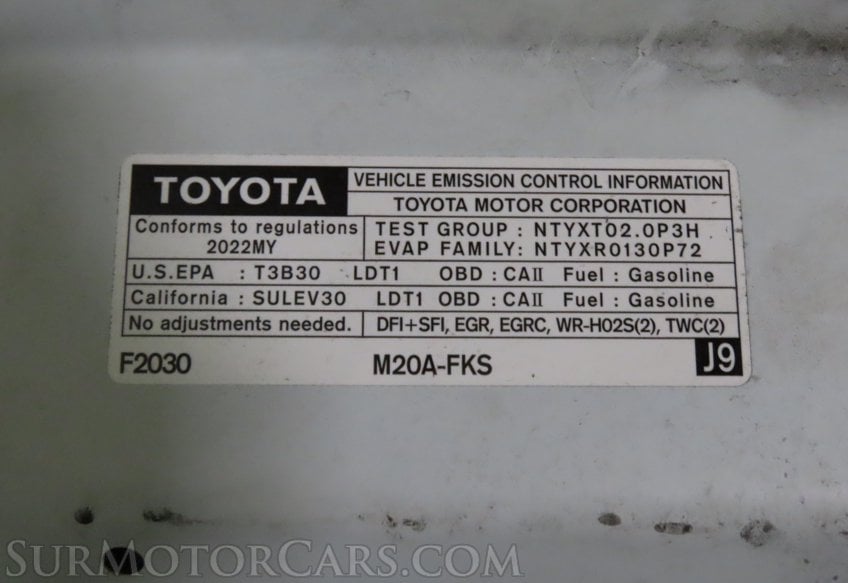 TOYOTA
VEHICLE EMISSION CONTROL INFORMATION
TOYOTA MOTOR CORPORATION
Conforms to regulations
2022MY
TEST GROUP : NTYXT02.0P3H
EVAP FAMILY: NTYXR0130P72
U.S.EPA : T3B30 LDT1 OBD : CAII Fuel : Gasoline
California : SULEV30 LDT1 OBD : CAII Fuel : Gasoline
No adjustments needed. DFI+SFI, EGR, EGRC, WR-HO2S(2), TWC(2)
F2030 M20A-FKS J9
SURMOTORCARS.COM